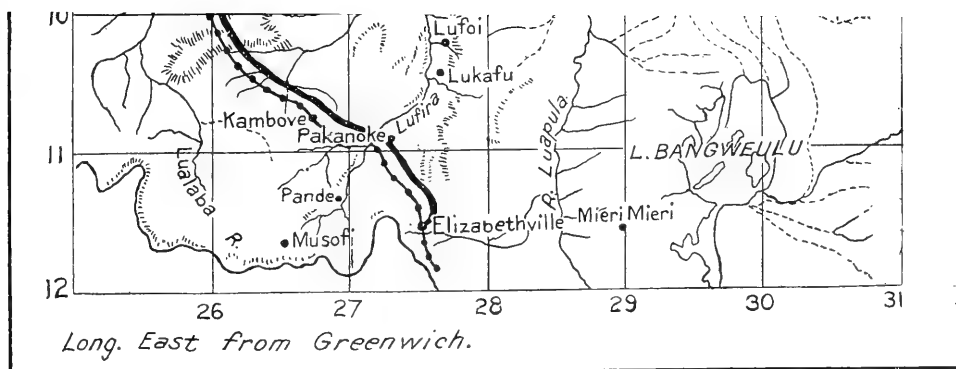 10
Lufoi
Lukafu
Kambove
Lufira
Pakanoke
R. Luapula.
11
L. BANGWEULU
Lualaba R.
Pande
Elizabethville
Mieri Mieri
Musofi
12
26 27 28 29 30 31
Long. East from Greenwich.